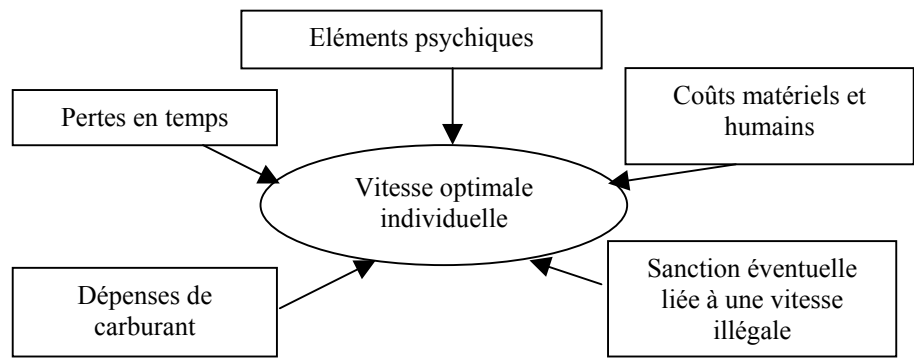 Eléments psychiques
Pertes en temps
Coûts matériels et
humains
Vitesse optimale
individuelle
Dépenses de
carburant
Sanction éventuelle
liée à une vitesse
illégale